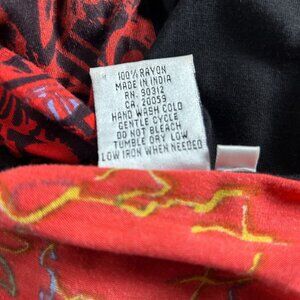 100% RAYON
MADE IN INDIA
RN. 90312
CA. 20059
HAND WASH COLD
GENTLE CYCLE
DO NOT BLEACH
TUMBLE DRY LOW
LOW IRON WHEN NEEDED